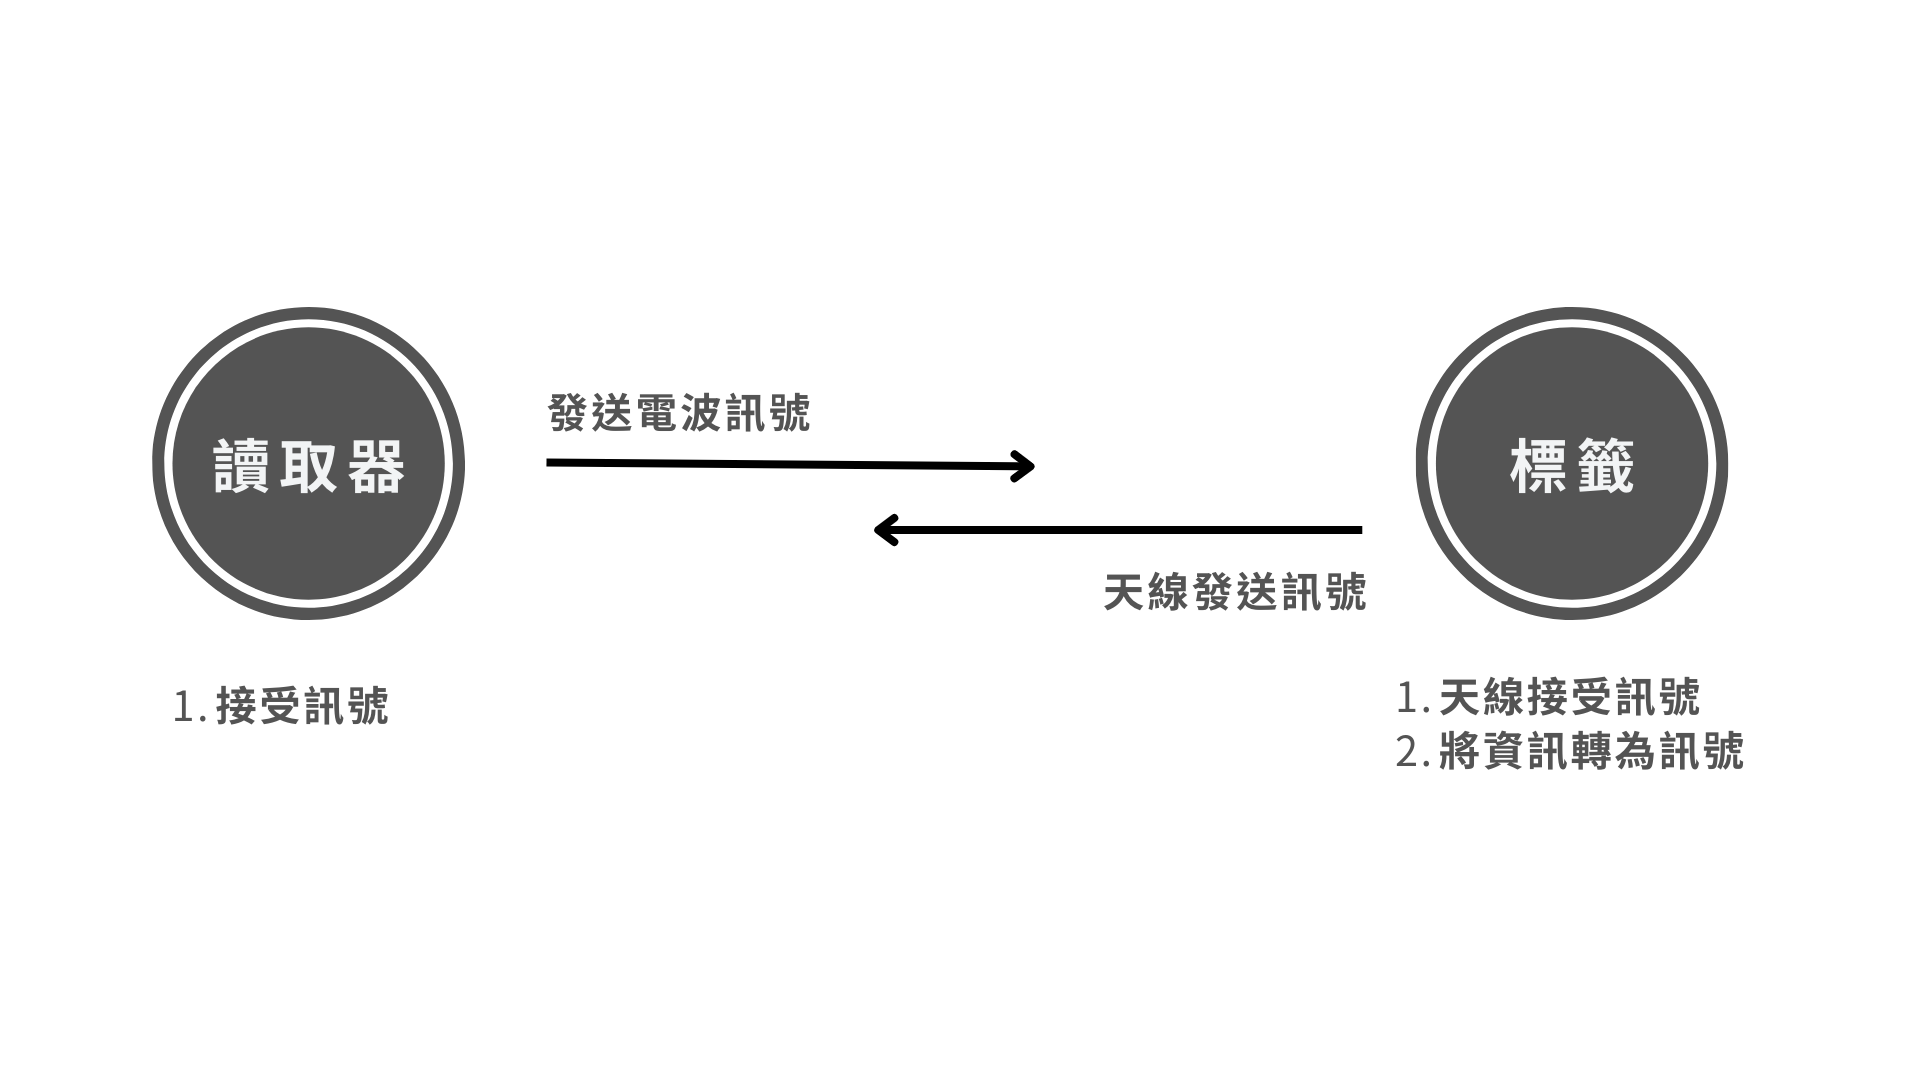 讀取器
發送電波訊號
標籤
天線發送訊號
1. 接受訊號
1. 天線接受訊號
2. 將資訊轉為訊號